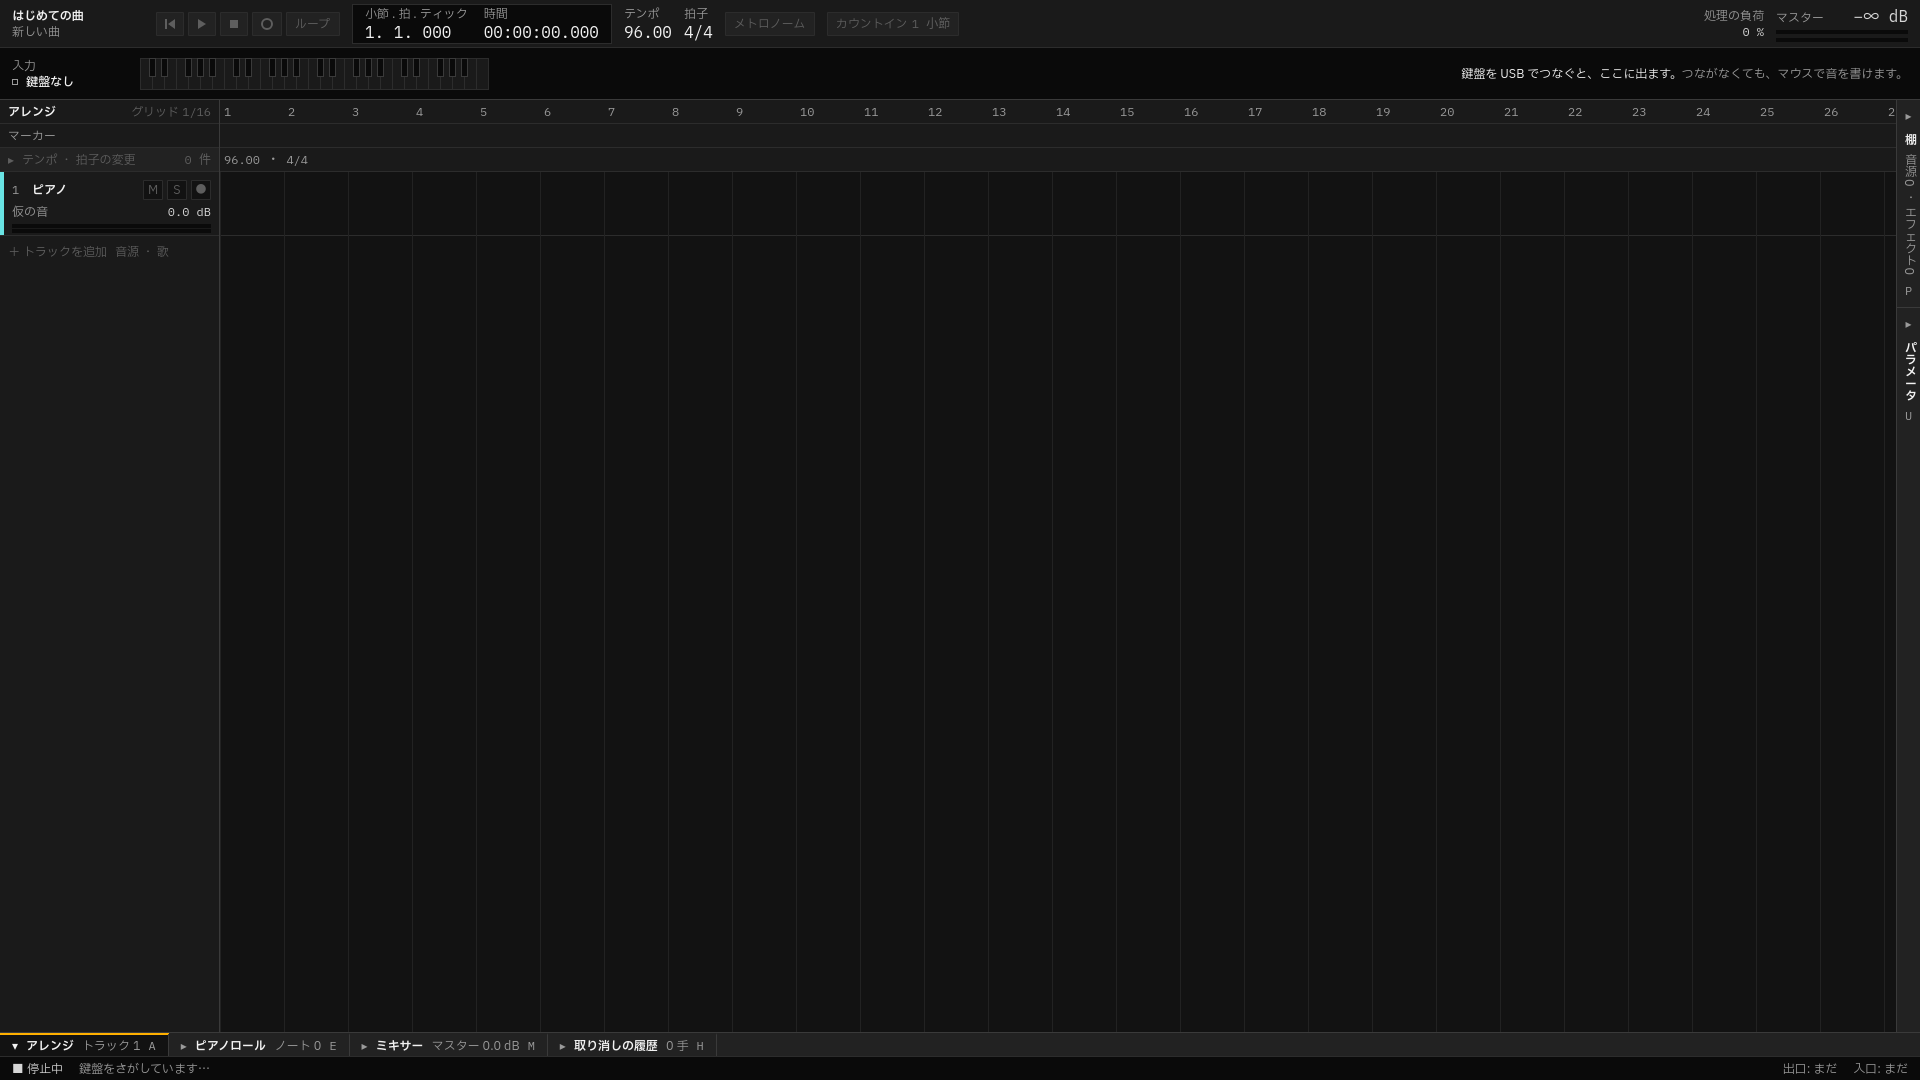 はじめての曲
新しい曲
ループ
小節 . 拍 . ティック 時間
1. 1. 000 00:00:00.000
テンポ 拍子
96.00 4/4
メトロノーム
カウントイン 1 小節
処理の負荷
0 %
マスター −∞ dB
入力
鍵盤なし
鍵盤を USB でつなぐと、ここに出ます。つながなくても、マウスで音を書けます。
アレンジ グリッド 1/16
1 2 3 4 5 6 7 8 9 10 11 12 13 14 15 16 17 18 19 20 21 22 23 24 25 26 2
マーカー
▸ テンポ · 拍子の変更 0 件
96.00 · 4/4
1 ピアノ M S
仮の音 0.0 dB
+ トラックを追加 音源 · 歌
▸ 棚 音源 0 · エフェクト 0 P
▸ パラメータ U
▾ アレンジ トラック 1 A
▸ ピアノロール ノート 0 E
▸ ミキサー マスター 0.0 dB M
▸ 取り消しの履歴 0 手 H
■ 停止中 鍵盤をさがしています…
出口: まだ 入口: まだ